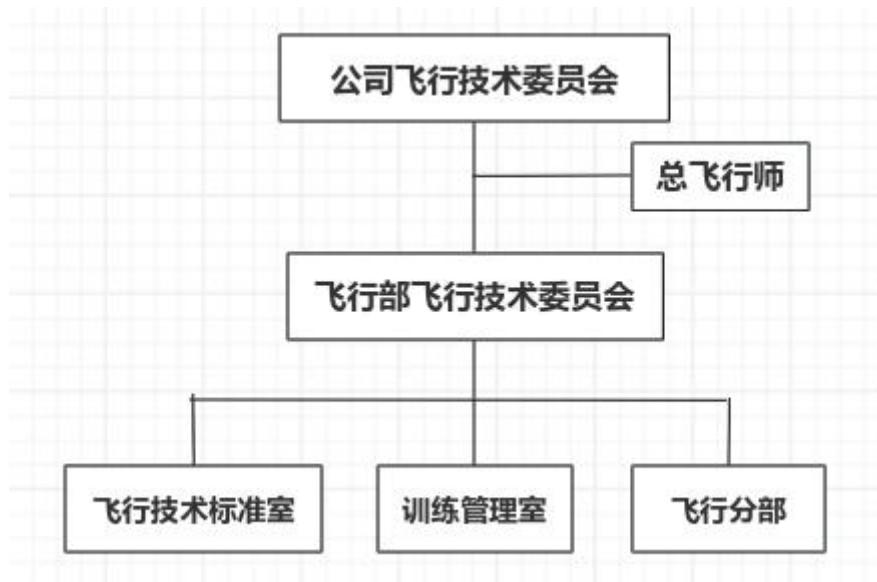 公司飞行技术委员会
总飞行师
飞行部飞行技术委员会
飞行技术标准室
训练管理室
飞行分部